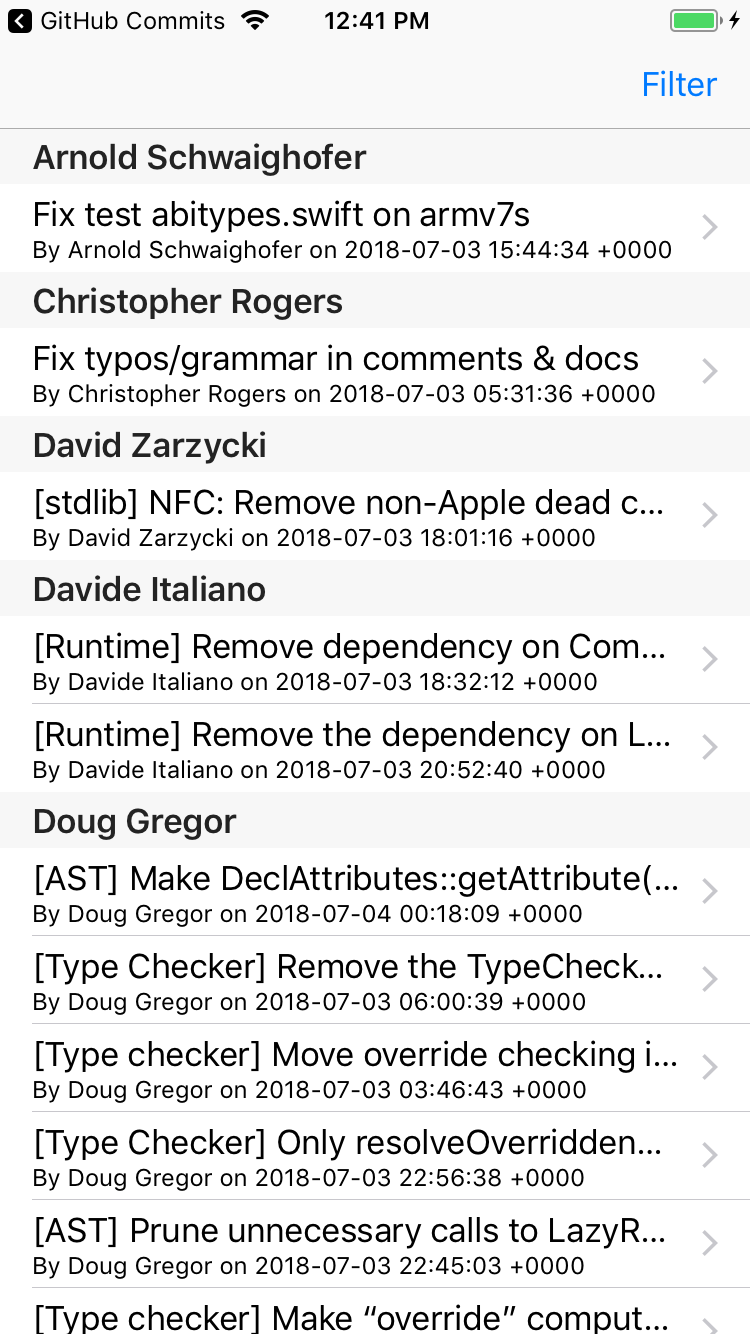 GitHub Commits 12:41 PM
Filter
Arnold Schwaighofer
Fix test abitypes.swift on armv7s
By Arnold Schwaighofer on 2018-07-03 15:44:34 +0000
Christopher Rogers
Fix typos/grammar in comments & docs
By Christopher Rogers on 2018-07-03 05:31:36 +0000
David Zarzycki
[stdlib] NFC: Remove non-Apple dead c...
By David Zarzycki on 2018-07-03 18:01:16 +0000
Davide Italiano
[Runtime] Remove dependency on Com...
By Davide Italiano on 2018-07-03 18:32:12 +0000
[Runtime] Remove the dependency on L...
By Davide Italiano on 2018-07-03 20:52:40 +0000
Doug Gregor
[AST] Make DeclAttributes::getAttribute(...
By Doug Gregor on 2018-07-04 00:18:09 +0000
[Type Checker] Remove the TypeCheck...
By Doug Gregor on 2018-07-03 06:00:39 +0000
[Type checker] Move override checking i...
By Doug Gregor on 2018-07-03 03:46:43 +0000
[Type Checker] Only resolveOverridden...
By Doug Gregor on 2018-07-03 22:56:38 +0000
[AST] Prune unnecessary calls to LazyR...
By Doug Gregor on 2018-07-03 22:45:03 +0000
[Type checker] Make “override” comput...